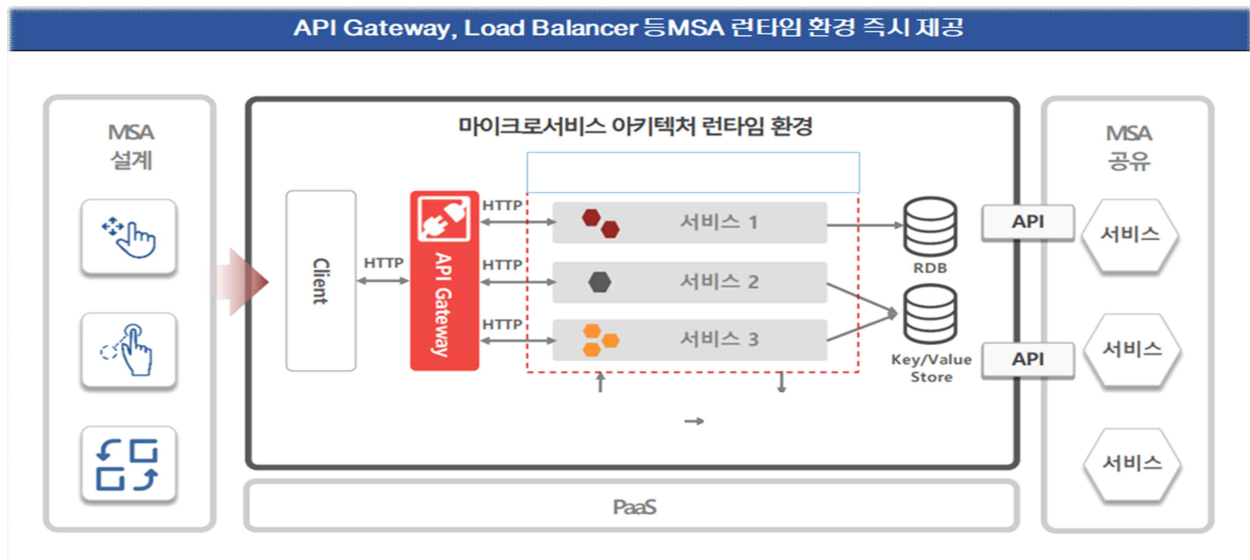 API Gateway, Load Balancer 등MSA 런타임 환경 즉시 제공
MSA
설계
마이크로서비스 아키텍처 런타임 환경
Client
HTTP
API Gateway
HTTP
서비스 1
HTTP
서비스 2
HTTP
서비스 3
RDB
Key/Value
Store
API
API
MSA
공유
서비스
서비스
서비스
PaaS